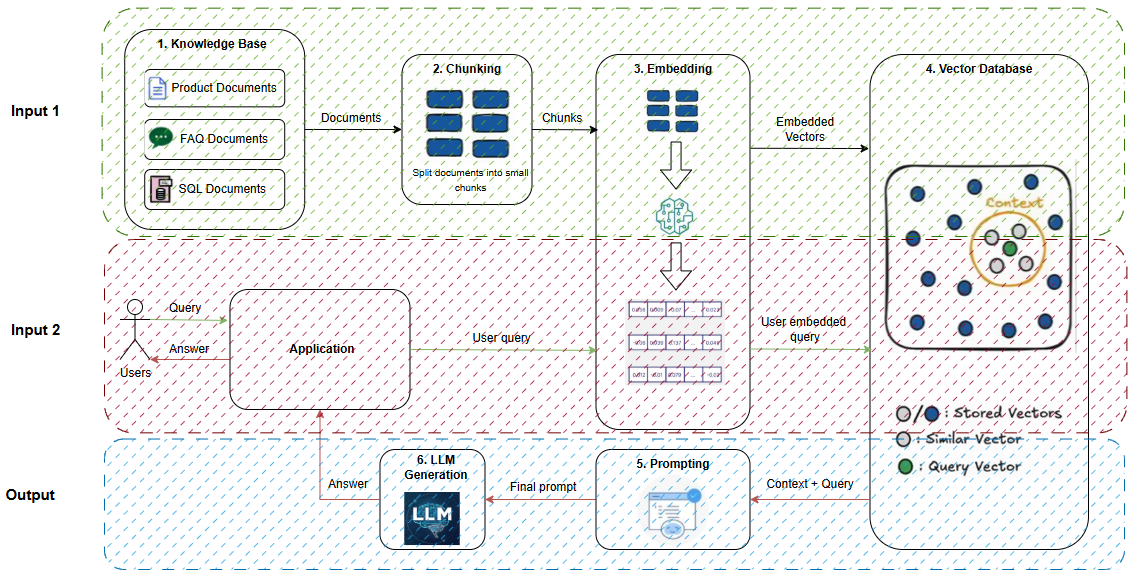 Input 1
1. Knowledge Base
Product Documents
FAQ Documents
SQL Documents
Documents
2. Chunking
Split documents into small
chunks
Chunks
3. Embedding
Embedded
Vectors
4. Vector Database
Context
Input 2
Query
Answer
Users
Application
User query
User embedded
query
: Stored Vectors
: Similar Vector
: Query Vector
Output
6. LLM
Generation
LLM
Answer
Final prompt
5. Prompting
Context + Query